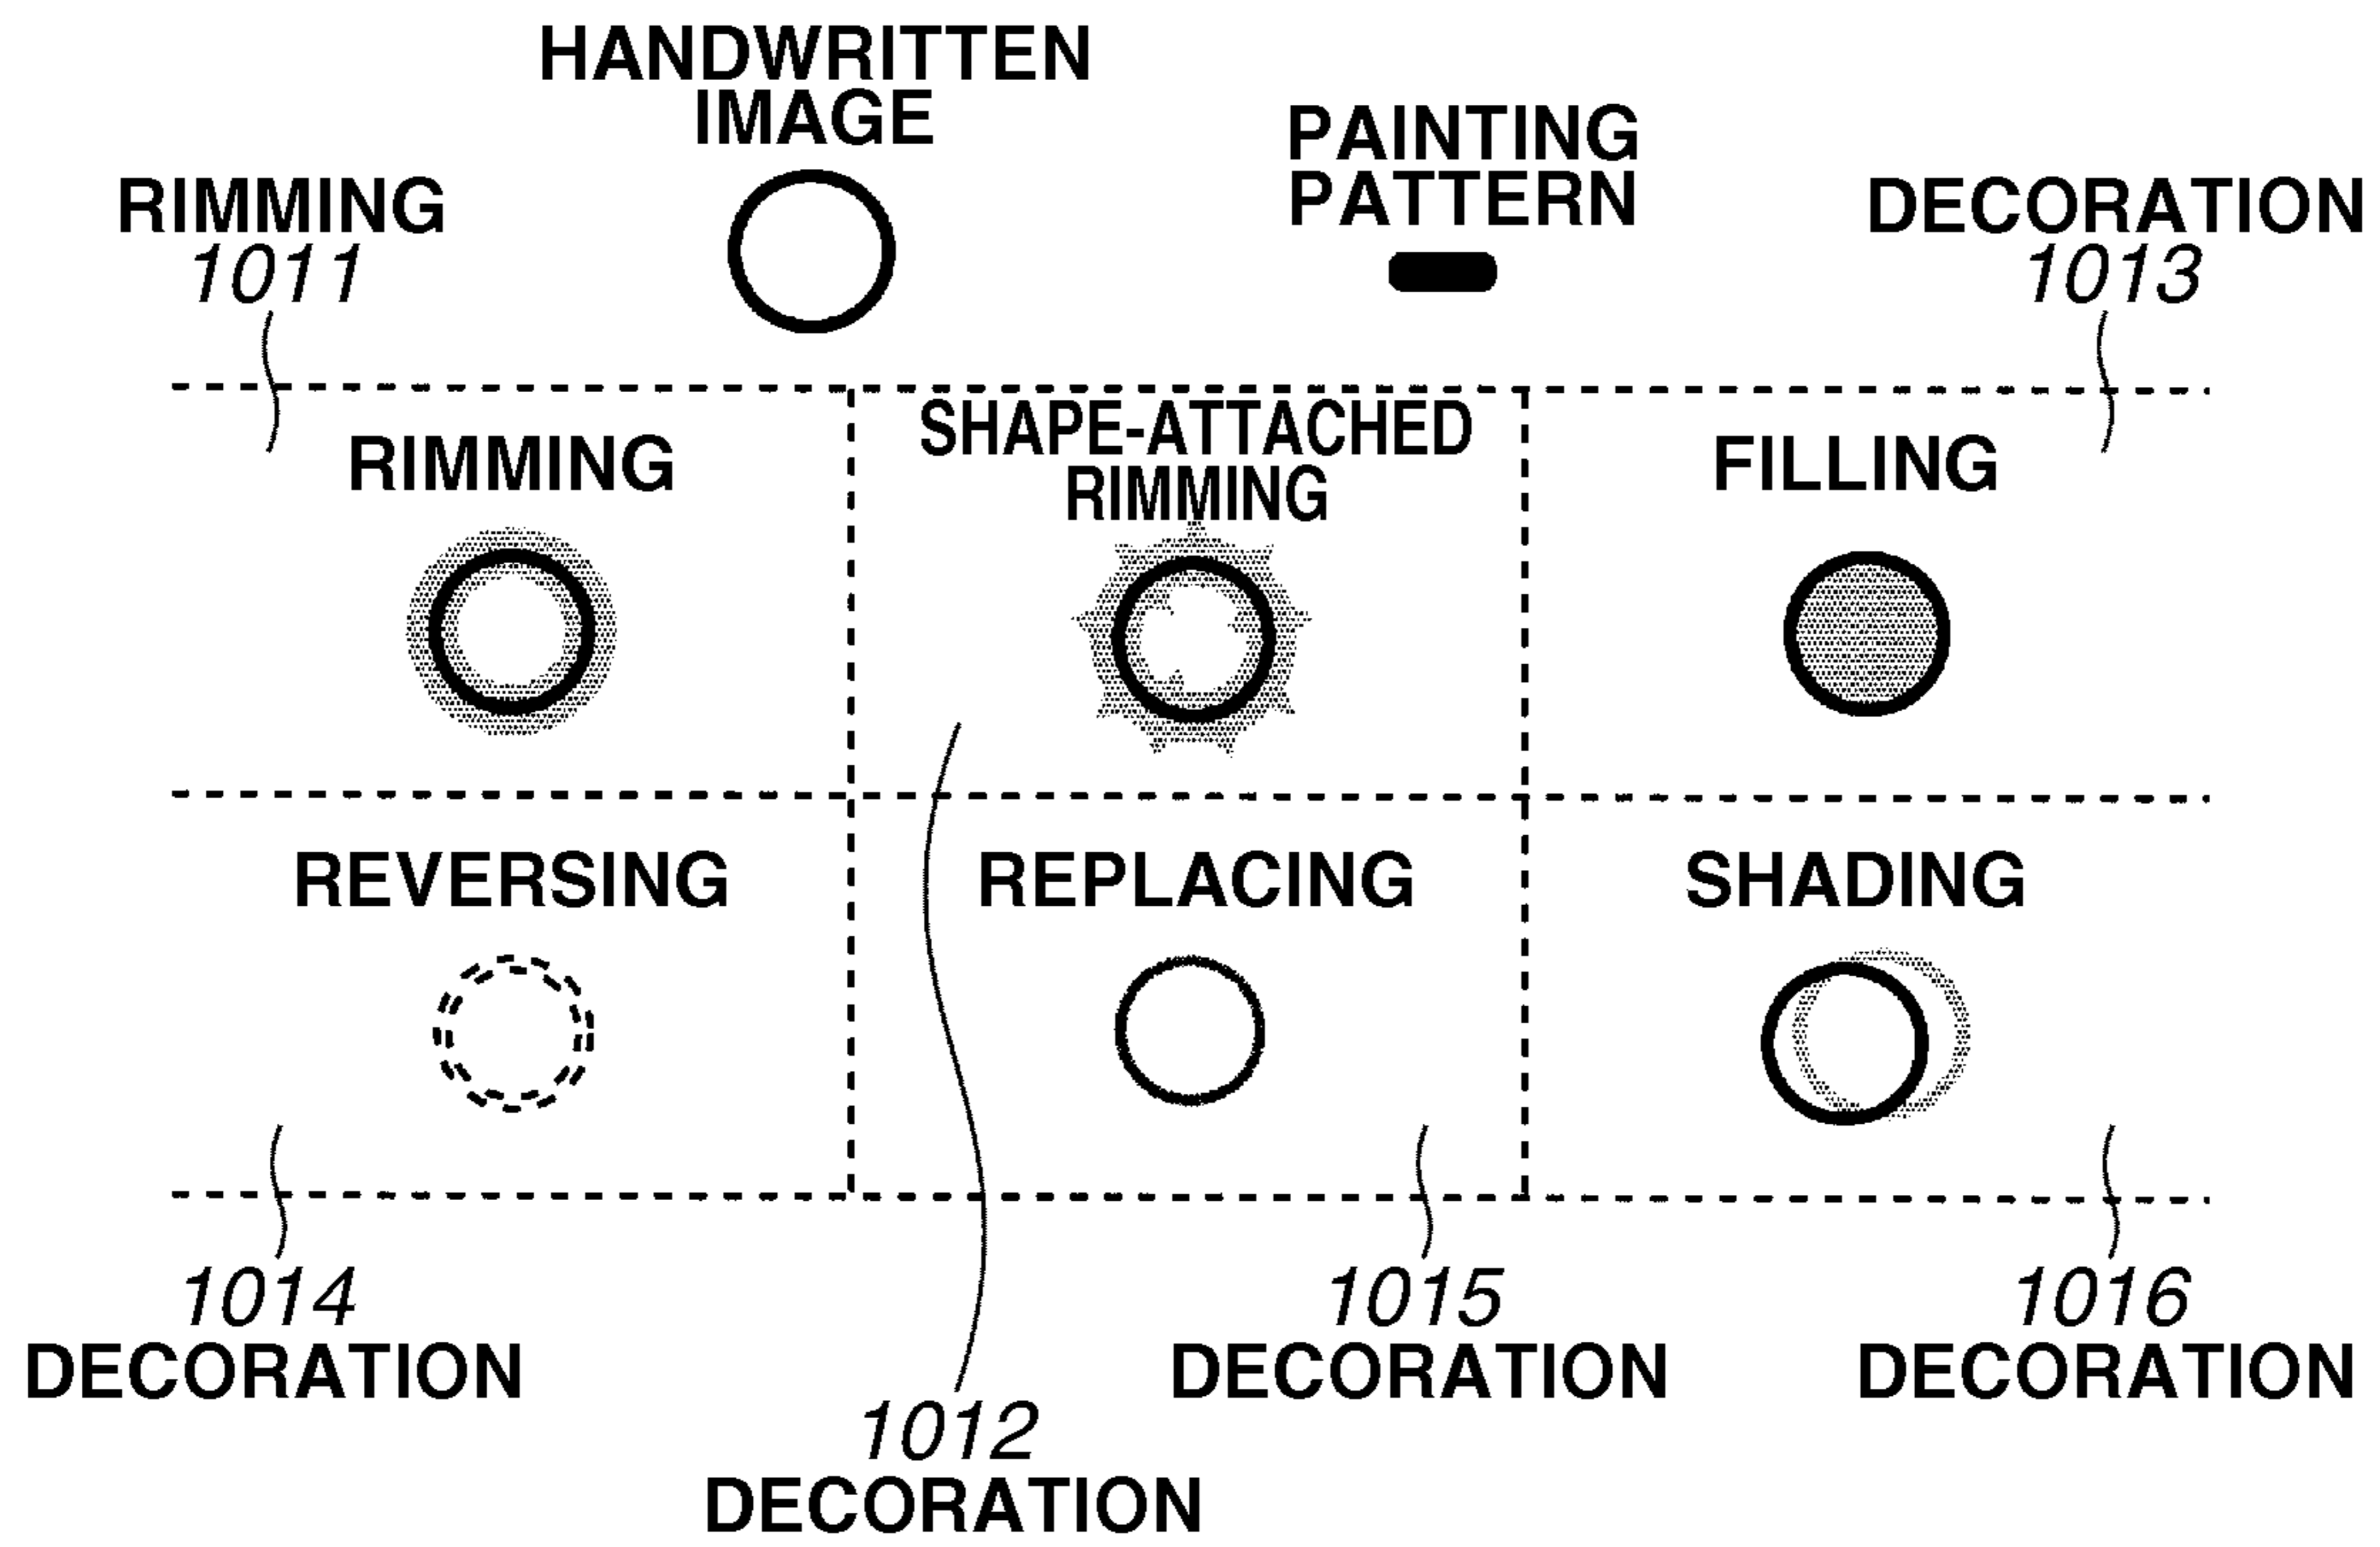 HANDWRITTEN
IMAGE
PAINTING
PATTERN
RIMMING
1011
DECORATION
1013
RIMMING
SHAPE-ATTACHED
RIMMING
FILLING
REVERSING
REPLACING
SHADING
1014
DECORATION
1015
DECORATION
1016
DECORATION
1012
DECORATION